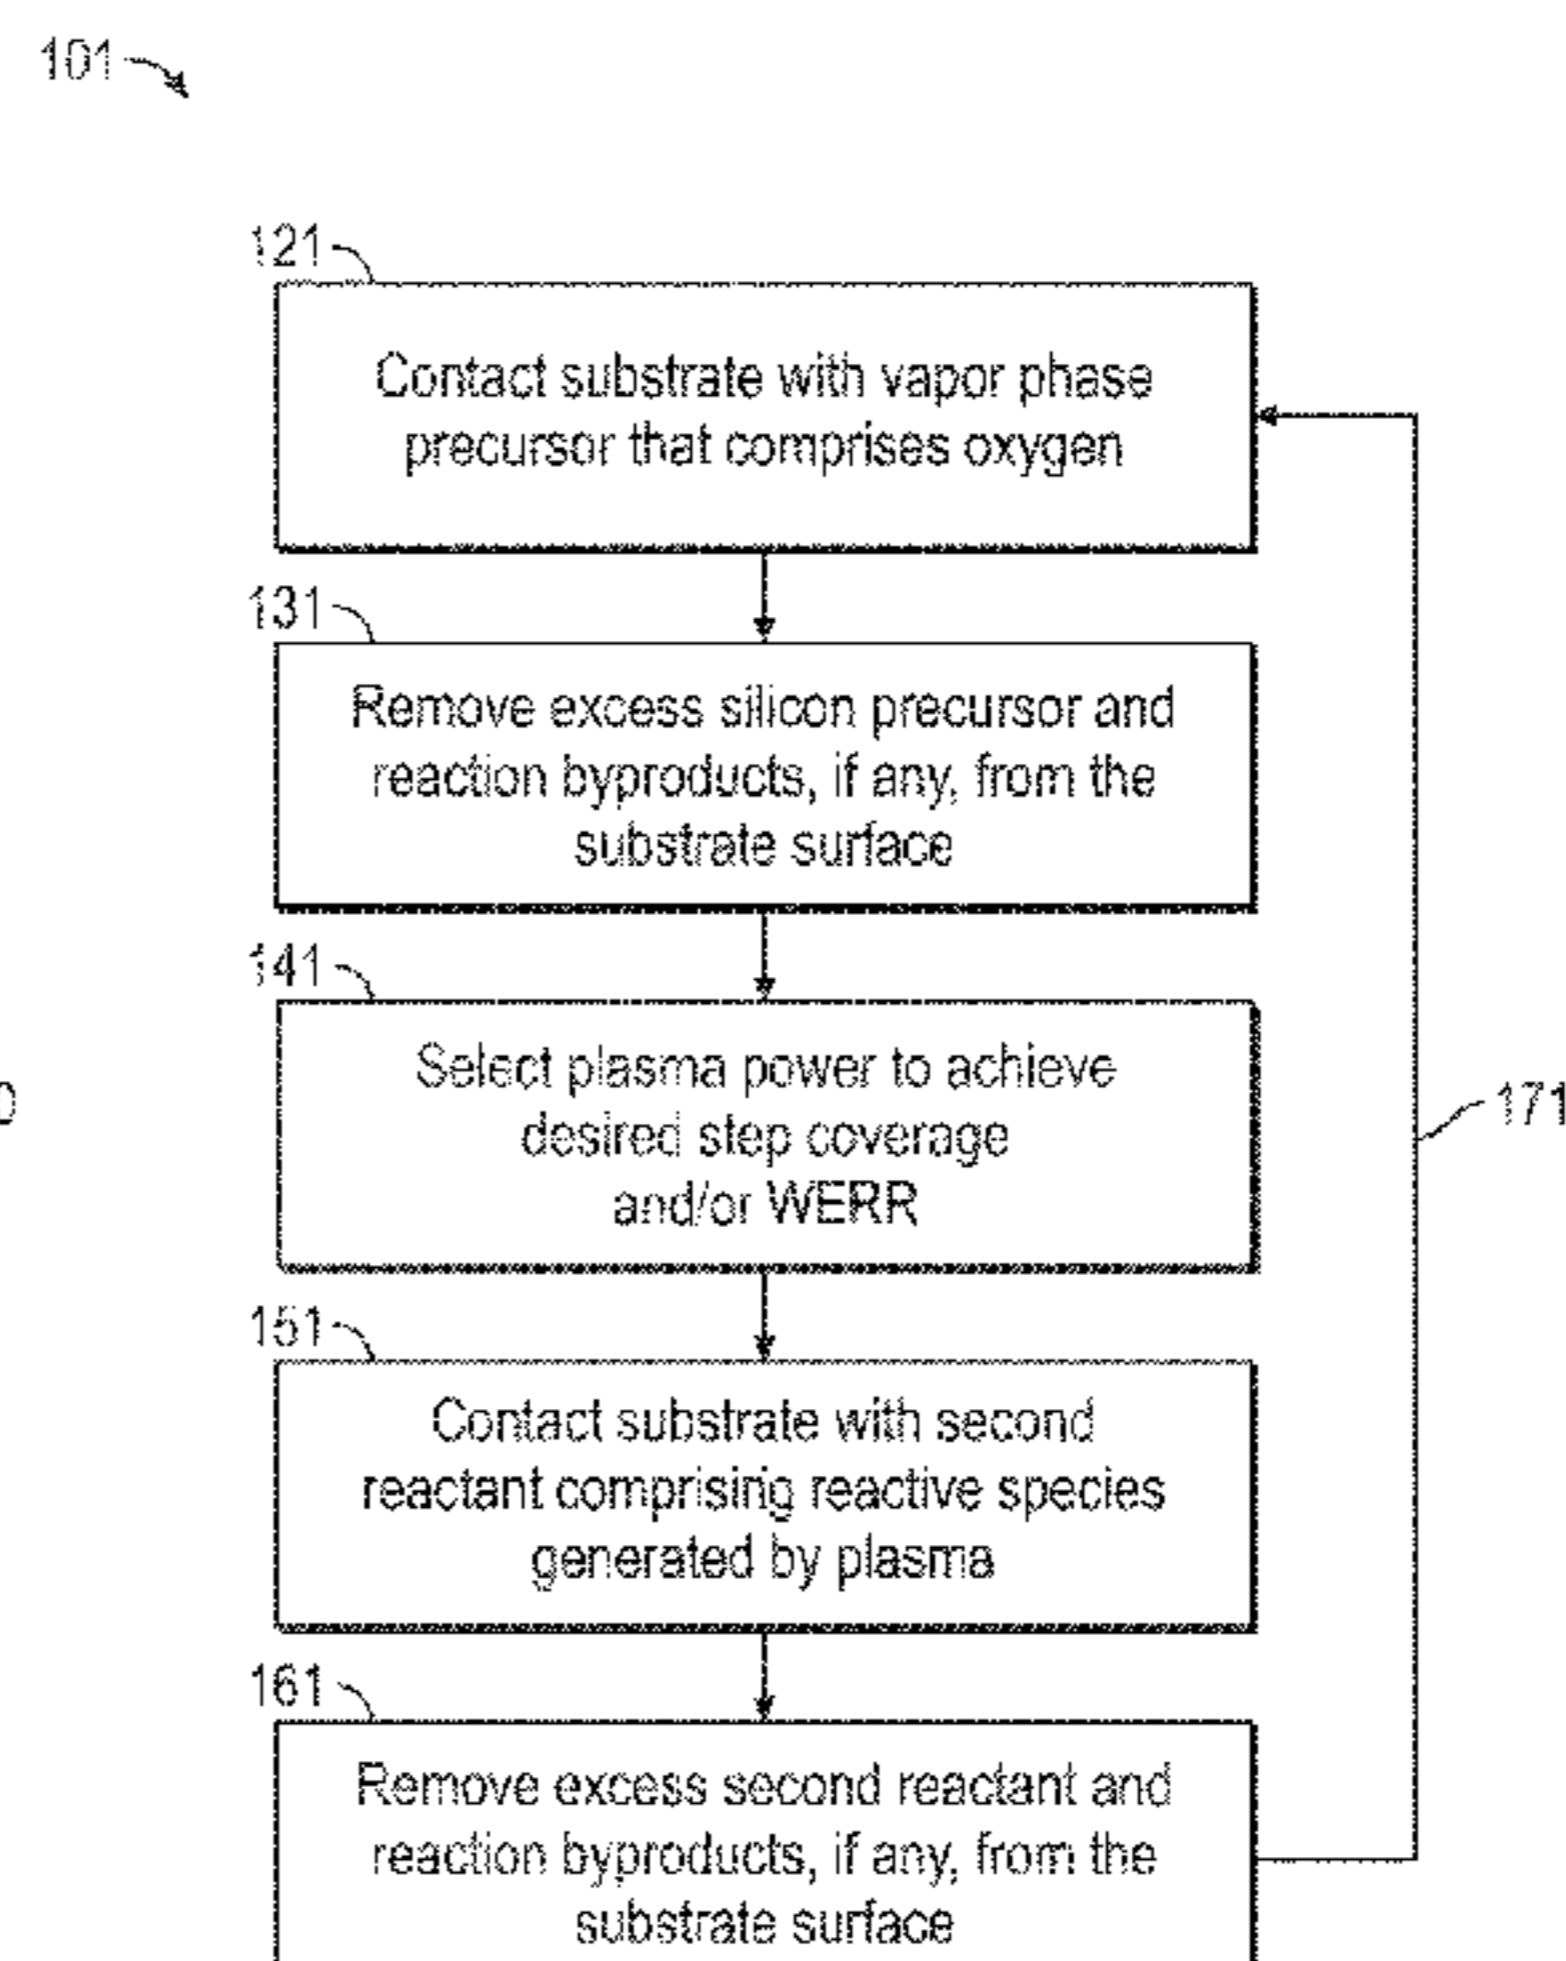 101
121
Contact substrate with vapor phase
precursor that comprises oxygen
131
Remove excess silicon precursor and
reaction byproducts, if any, from the
substrate surface
141
Select plasma power to achieve
desired step coverage
and/or WERR
171
151
Contact substrate with second
reactant comprising reactive species
generated by plasma
161
Remove excess second reactant and
reaction byproducts, if any, from the
substrate surface